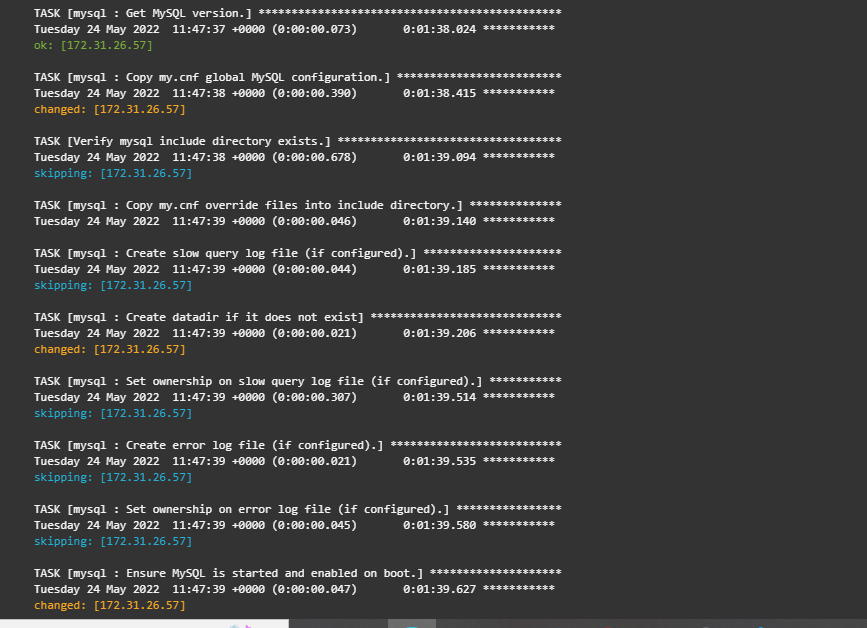 TASK [mysql : Get MySQL version.] **********************************************
Tuesday 24 May 2022  11:47:37 +0000 (0:00:00.073)       0:01:38.024 ***********
ok: [172.31.26.57]
TASK [mysql : Copy my.cnf global MySQL configuration.] *************************
Tuesday 24 May 2022  11:47:38 +0000 (0:00:00.390)       0:01:38.415 ***********
changed: [172.31.26.57]
TASK [Verify mysql include directory exists.] **********************************
Tuesday 24 May 2022  11:47:38 +0000 (0:00:00.678)       0:01:39.094 ***********
skipping: [172.31.26.57]
TASK [mysql : Copy my.cnf override files into include directory.] **************
Tuesday 24 May 2022  11:47:39 +0000 (0:00:00.046)       0:01:39.140 ***********
TASK [mysql : Create slow query log file (if configured).] *********************
Tuesday 24 May 2022  11:47:39 +0000 (0:00:00.044)       0:01:39.185 ***********
skipping: [172.31.26.57]
TASK [mysql : Create datadir if it does not exist] *****************************
Tuesday 24 May 2022  11:47:39 +0000 (0:00:00.021)       0:01:39.206 ***********
changed: [172.31.26.57]
TASK [mysql : Set ownership on slow query log file (if configured).] ***********
Tuesday 24 May 2022  11:47:39 +0000 (0:00:00.307)       0:01:39.514 ***********
skipping: [172.31.26.57]
TASK [mysql : Create error log file (if configured).] **************************
Tuesday 24 May 2022  11:47:39 +0000 (0:00:00.021)       0:01:39.535 ***********
skipping: [172.31.26.57]
TASK [mysql : Set ownership on error log file (if configured).] ****************
Tuesday 24 May 2022  11:47:39 +0000 (0:00:00.045)       0:01:39.580 ***********
skipping: [172.31.26.57]
TASK [mysql : Ensure MySQL is started and enabled on boot.] ********************
Tuesday 24 May 2022  11:47:39 +0000 (0:00:00.047)       0:01:39.627 ***********
changed: [172.31.26.57]